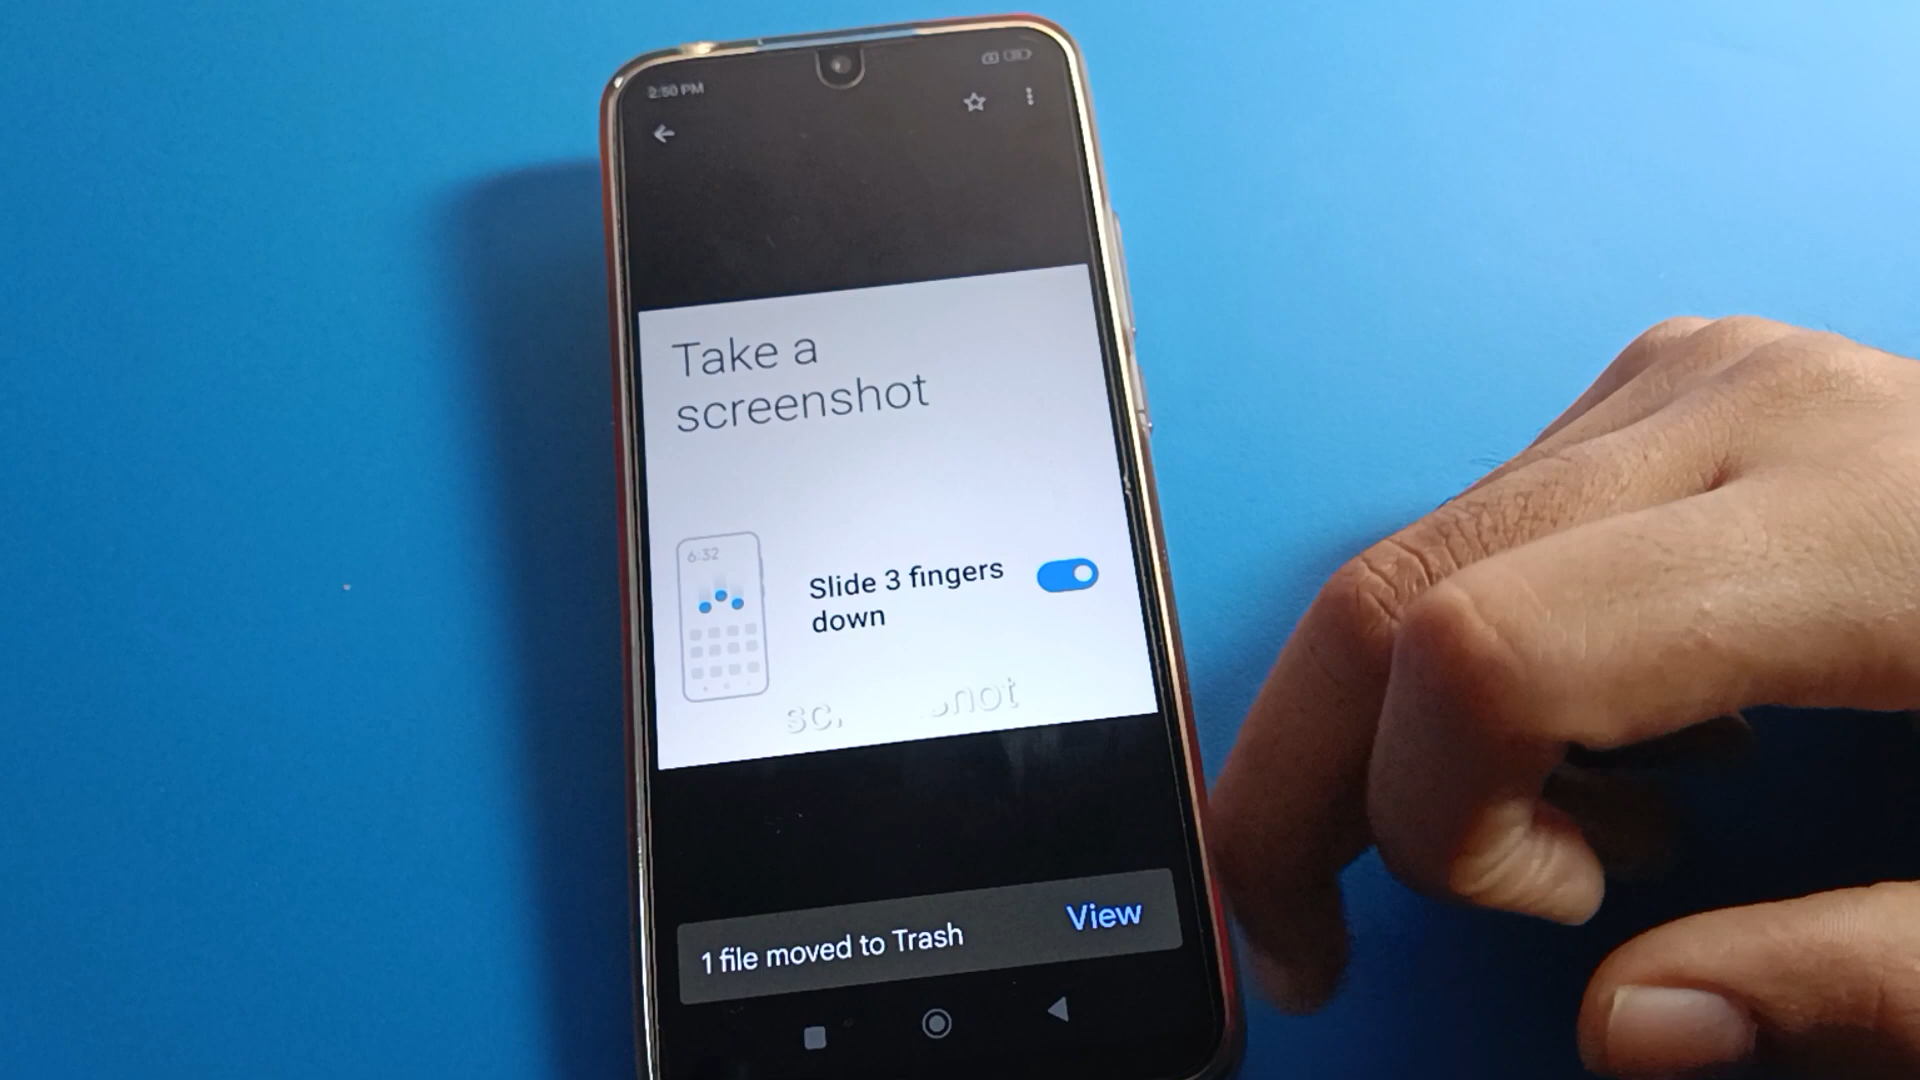 2:50 PM
Take a
screenshot
6:32
Slide 3 fingers
down
1 file moved to Trash
View